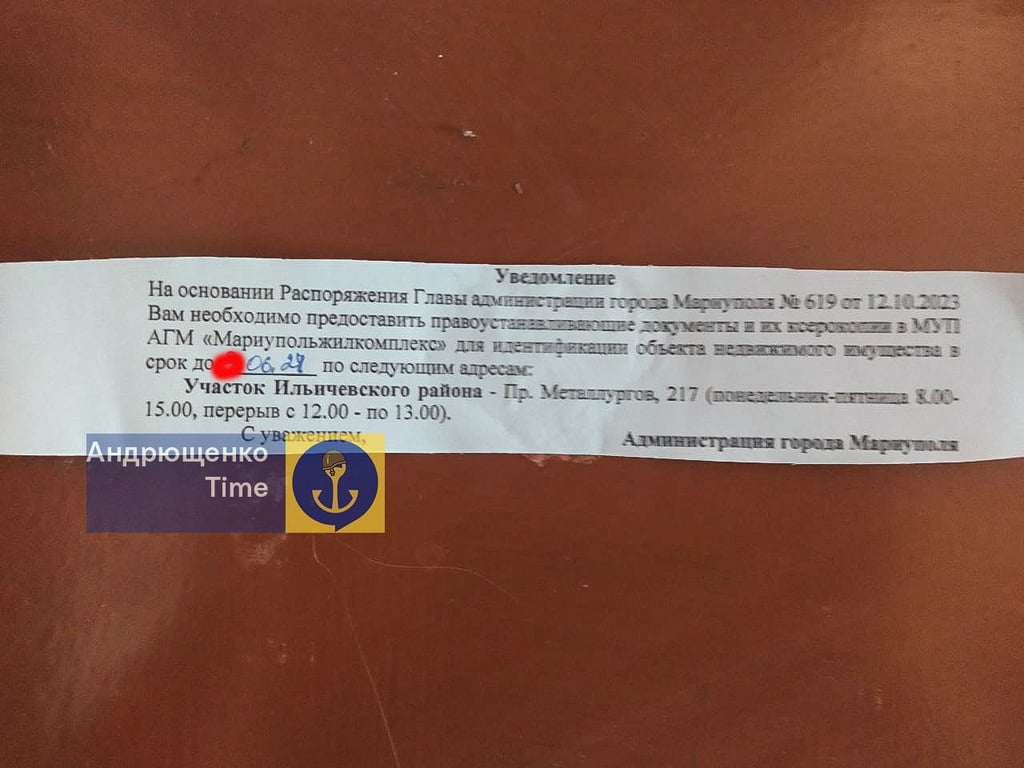 Уведомление
На основании Распоряжения Главы администрации города Мариуполя № 619 от 12.10.2023
Вам необходимо предоставить правоустанавливающие документы и их ксерокопии в МУП
АГМ «Мариупольжилкомплекс» для идентификации объекта недвижимого имущества в
срок до 06.24 по следующим адресам:
Участок Ильичевского района - Пр. Металлургов, 217 (понедельник-пятница 8.00-
15.00, перерыв с 12.00 - по 13.00).
С уважением, Администрация города Мариуполя
Андрющенко
Time